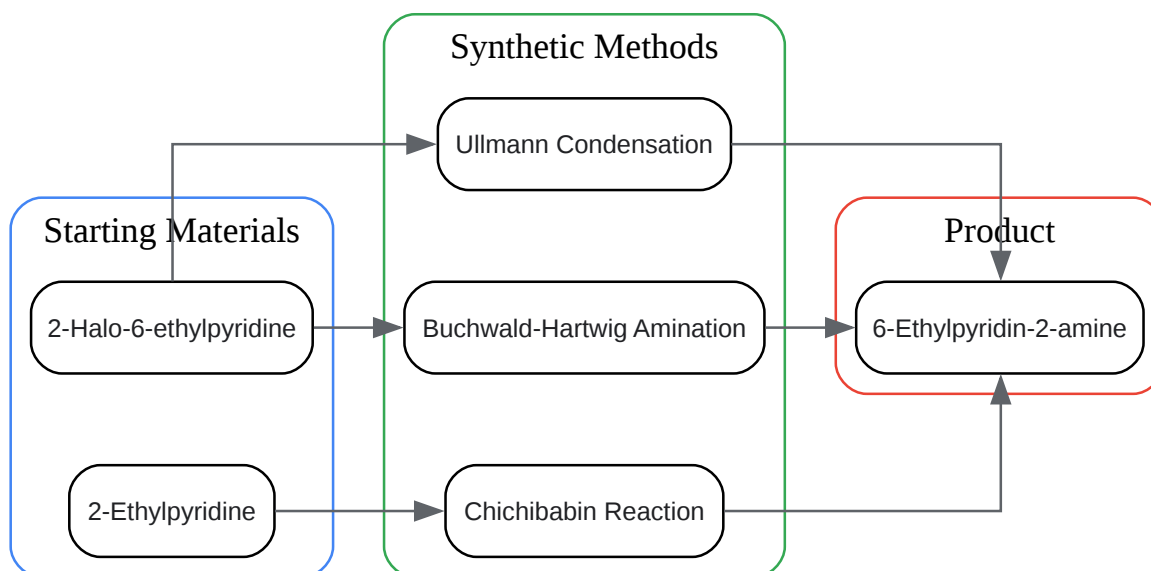 Synthetic Methods
Ullmann Condensation
Starting Materials
Product
2-Halo-6-ethylpyridine
Buchwald-Hartwig Amination
6-Ethylpyridin-2-amine
2-Ethylpyridine
Chichibabin Reaction